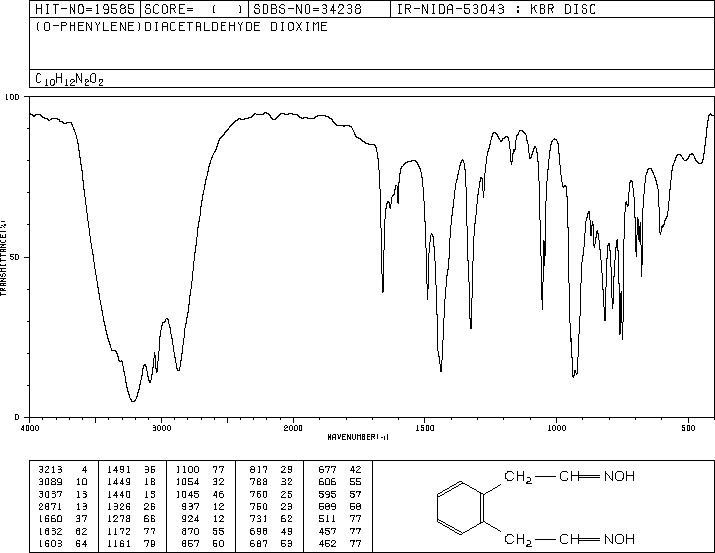 HIT-NO=19585 SCORE= ( ) SDBS-NO=34238 IR-NIDA-53043 : KBR DISC
(O-PHENYLENE)DIACETALDEHYDE DIOXIME
C10H12N2O2
100
50
0
TRANSMITTANCE(%)
4000 3000 2000 1500 1000 500
WAVENUMBER(-1)
3213 4 1491 36 1100 77 817 29 677 42
3089 10 1449 18 1054 32 788 32 606 55
3037 13 1440 13 1045 46 760 25 595 57
2871 13 1326 26 937 12 750 23 589 58
1660 37 1278 66 924 12 731 62 511 77
1632 62 1172 77 870 55 698 49 457 77
1603 64 1161 79 857 50 687 53 452 77
CH2 CH NOH
CH2 CH NOH